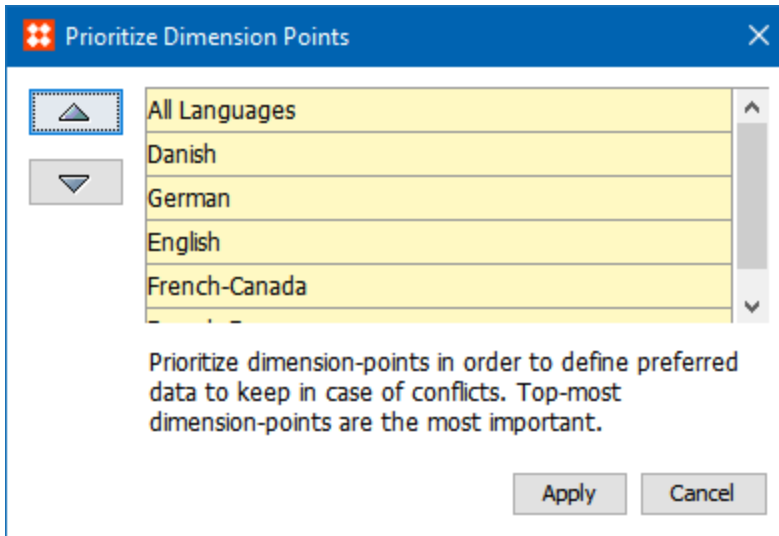 Prioritize Dimension Points
All Languages
Danish
German
English
French-Canada
Prioritize dimension-points in order to define preferred
data to keep in case of conflicts. Top-most
dimension-points are the most important.
Apply
Cancel